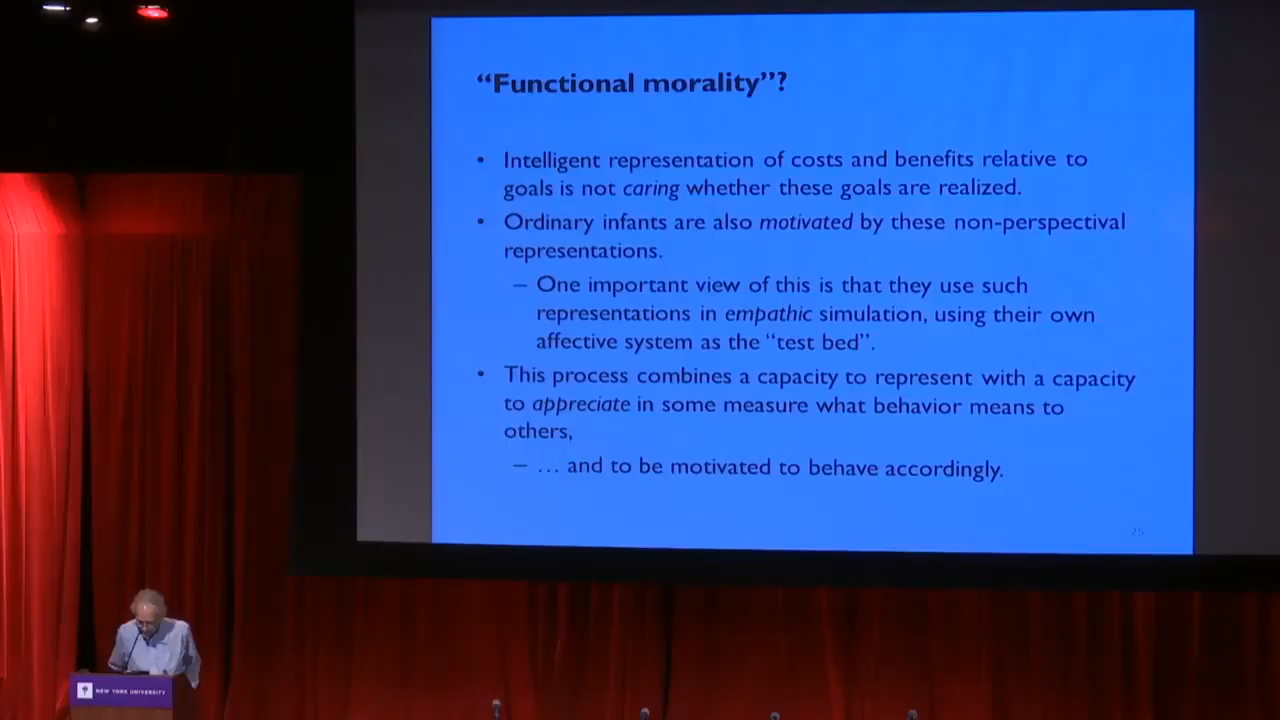 “Functional morality”?
• Intelligent representation of costs and benefits relative to
goals is not caring whether these goals are realized.
• Ordinary infants are also motivated by these non-perspectival
representations.
– One important view of this is that they use such
representations in empathic simulation, using their own
affective system as the “test bed”.
• This process combines a capacity to represent with a capacity
to appreciate in some measure what behavior means to
others,
– … and to be motivated to behave accordingly.
25
NEW YORK UNIVERSITY